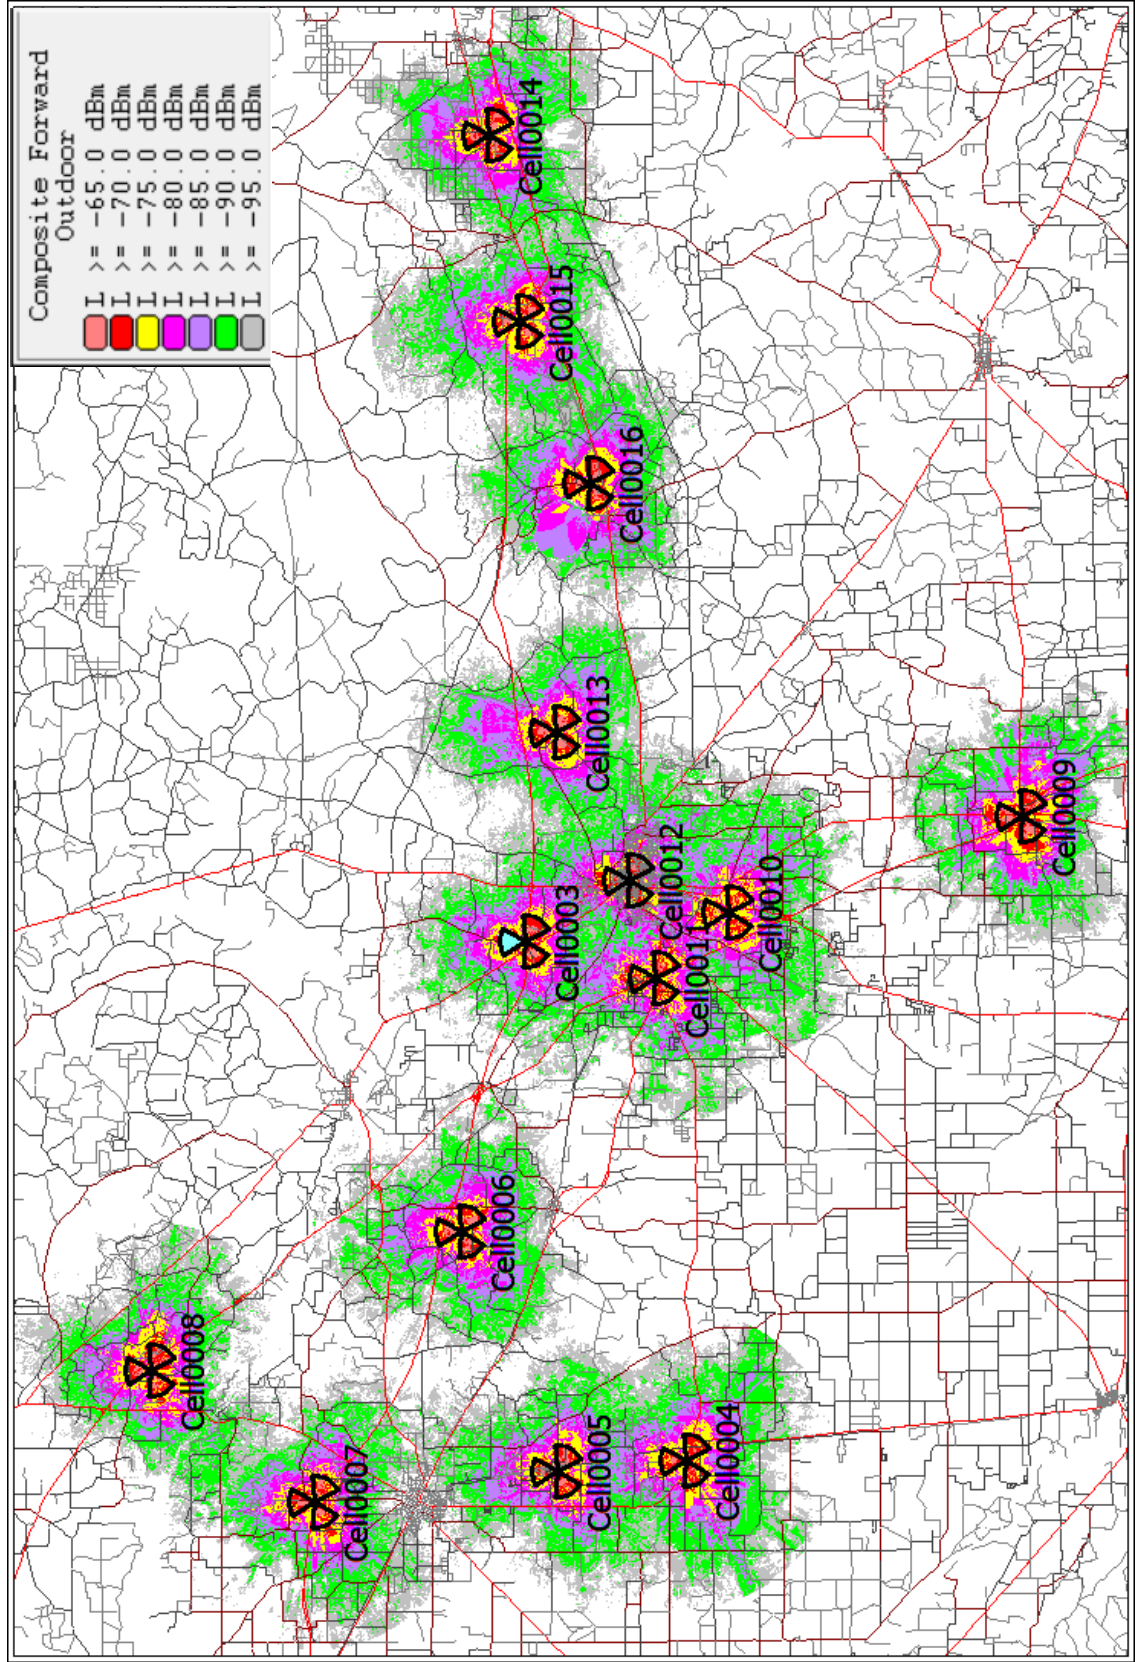 Composite Forward
Outdoor
L >= -65.0 dBm
L >= -70.0 dBm
L >= -75.0 dBm
L >= -80.0 dBm
L >= -85.0 dBm
L >= -90.0 dBm
L >= -95.0 dBm
Cell0008
Cell0007
Cell0006
Cell0005
Cell0004
Cell0003
Cell0011
Cell0012
Cell0010
Cell0013
Cell0009
Cell0016
Cell0015
Cell0014